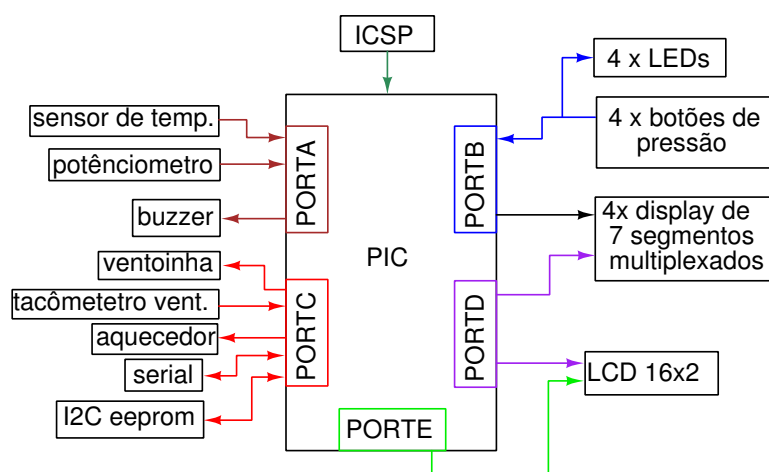 ICSP
sensor de temp.
potênciometro
buzzer
ventoinha
tacômetetro vent.
aquecedor
serial
I2C eeprom
PORTA
PORTC
PIC
PORTE
PORTB
PORTD
4 x LEDs
4 x botões de
pressão
4x display de
7 segmentos
multiplexados
LCD 16x2